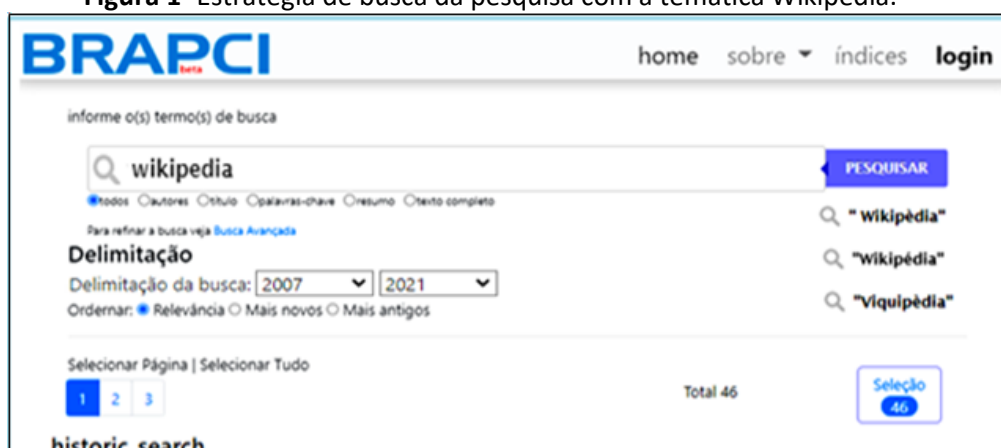 Figura 1- Estratégia de busca da pesquisa com a temática Wikipédia.
BRAPCI
beta
home sobre índices login
informe o(s) termo(s) de busca
wikipedia
PESQUISAR
todos autores título palavras-chave resumo texto completo
" Wikipèdia"
Para refinar a busca veja Busca Avançada
Delimitação
"Wikipédia"
Delimitação da busca: 2007 2021
"Viquipèdia"
Ordernar: Relevância Mais novos Mais antigos
Selecionar Página | Selecionar Tudo
1 2 3
Total 46
Seleção
46
historic search